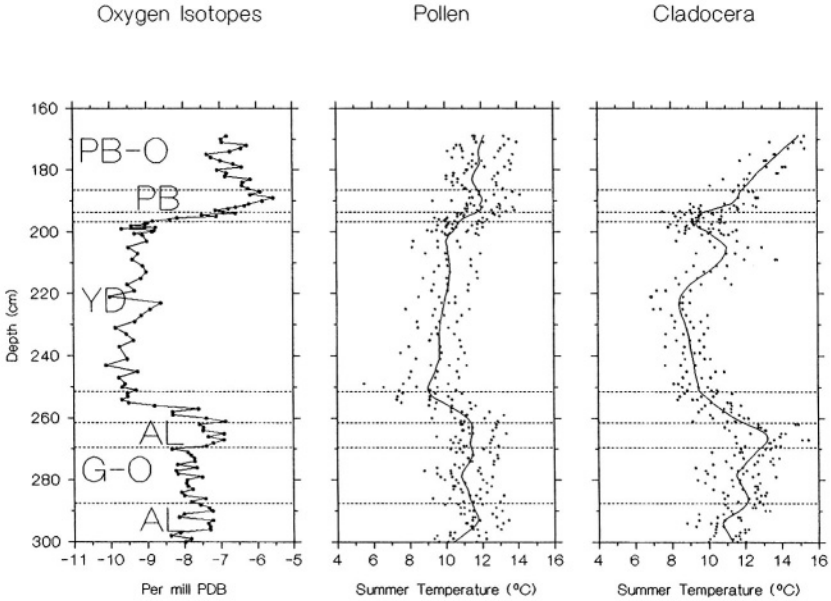 Oxygen Isotopes Pollen Cladocera
160 PB-O
180
PB
200
YD
220
240
260
AL
G-O
280
AL
300
Depth (cm)
-11 -10 -9 -8 -7 -6 -5 4 6 8 10 12 14 16 4 6 8 10 12 14 16
Per mill PDB Summer Temperature (ºC) Summer Temperature (ºC)